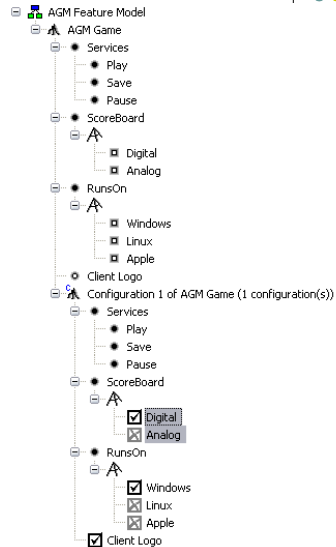 AGM Feature Model
AGM Game
Services
Play
Save
Pause
ScoreBoard
Digital
Analog
RunsOn
Windows
Linux
Apple
Client Logo
C Configuration 1 of AGM Game (1 configuration(s))
Services
Play
Save
Pause
ScoreBoard
Digital
Analog
RunsOn
Windows
Linux
Apple
Client Logo